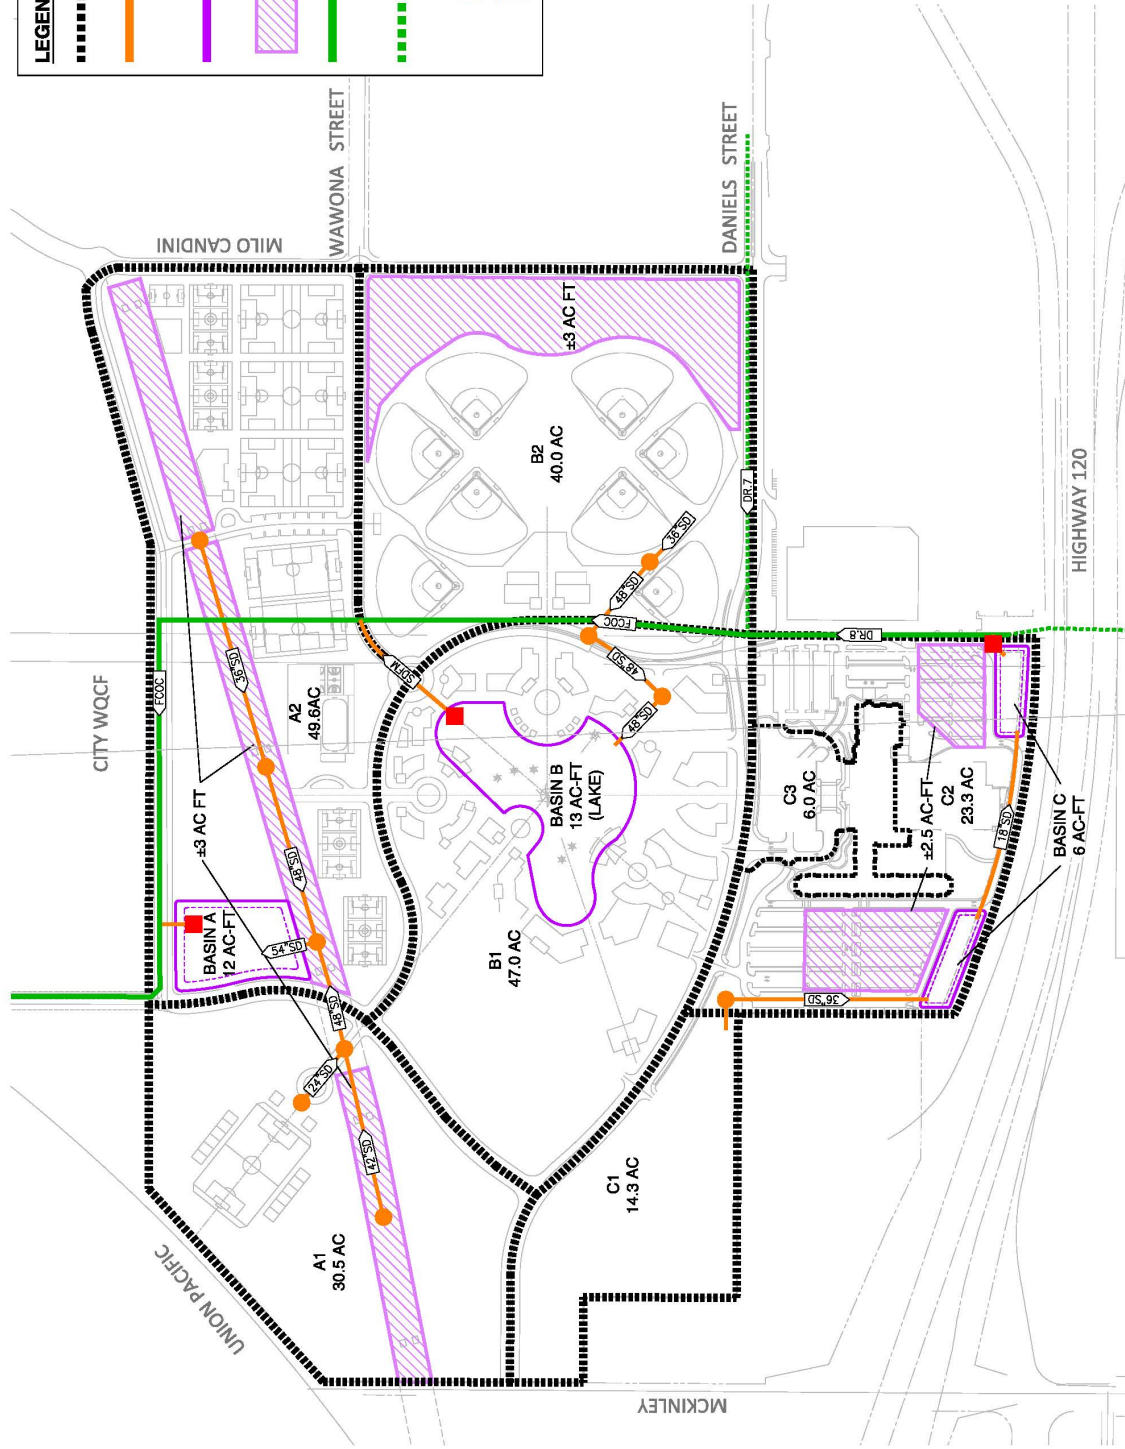 LEGEN
MILO CANDINI
WAWONA STREET
DANIELS STREET
±3 AC FT
B2
40.0 AC
DR.7
HIGHWAY 120
36"SD
48"SD
FCOC
DR.8
48"SD
48"SD
CITY WQCF
FCOC
36"SD
A2
49.6AC
SDFM
±3 AC FT
48"SD
BASIN B
13 AC-FT
(LAKE)
C3
6.0 AC
±2.5 AC-FT
C2
23.3 AC
18"SD
BASIN C
6 AC-FT
BASIN A
12 AC-FT
54"SD
B1
47.0 AC
48"SD
36"SD
24"SD
42"SD
C1
14.3 AC
A1
30.5 AC
UNION PACIFIC
MCKINLEY